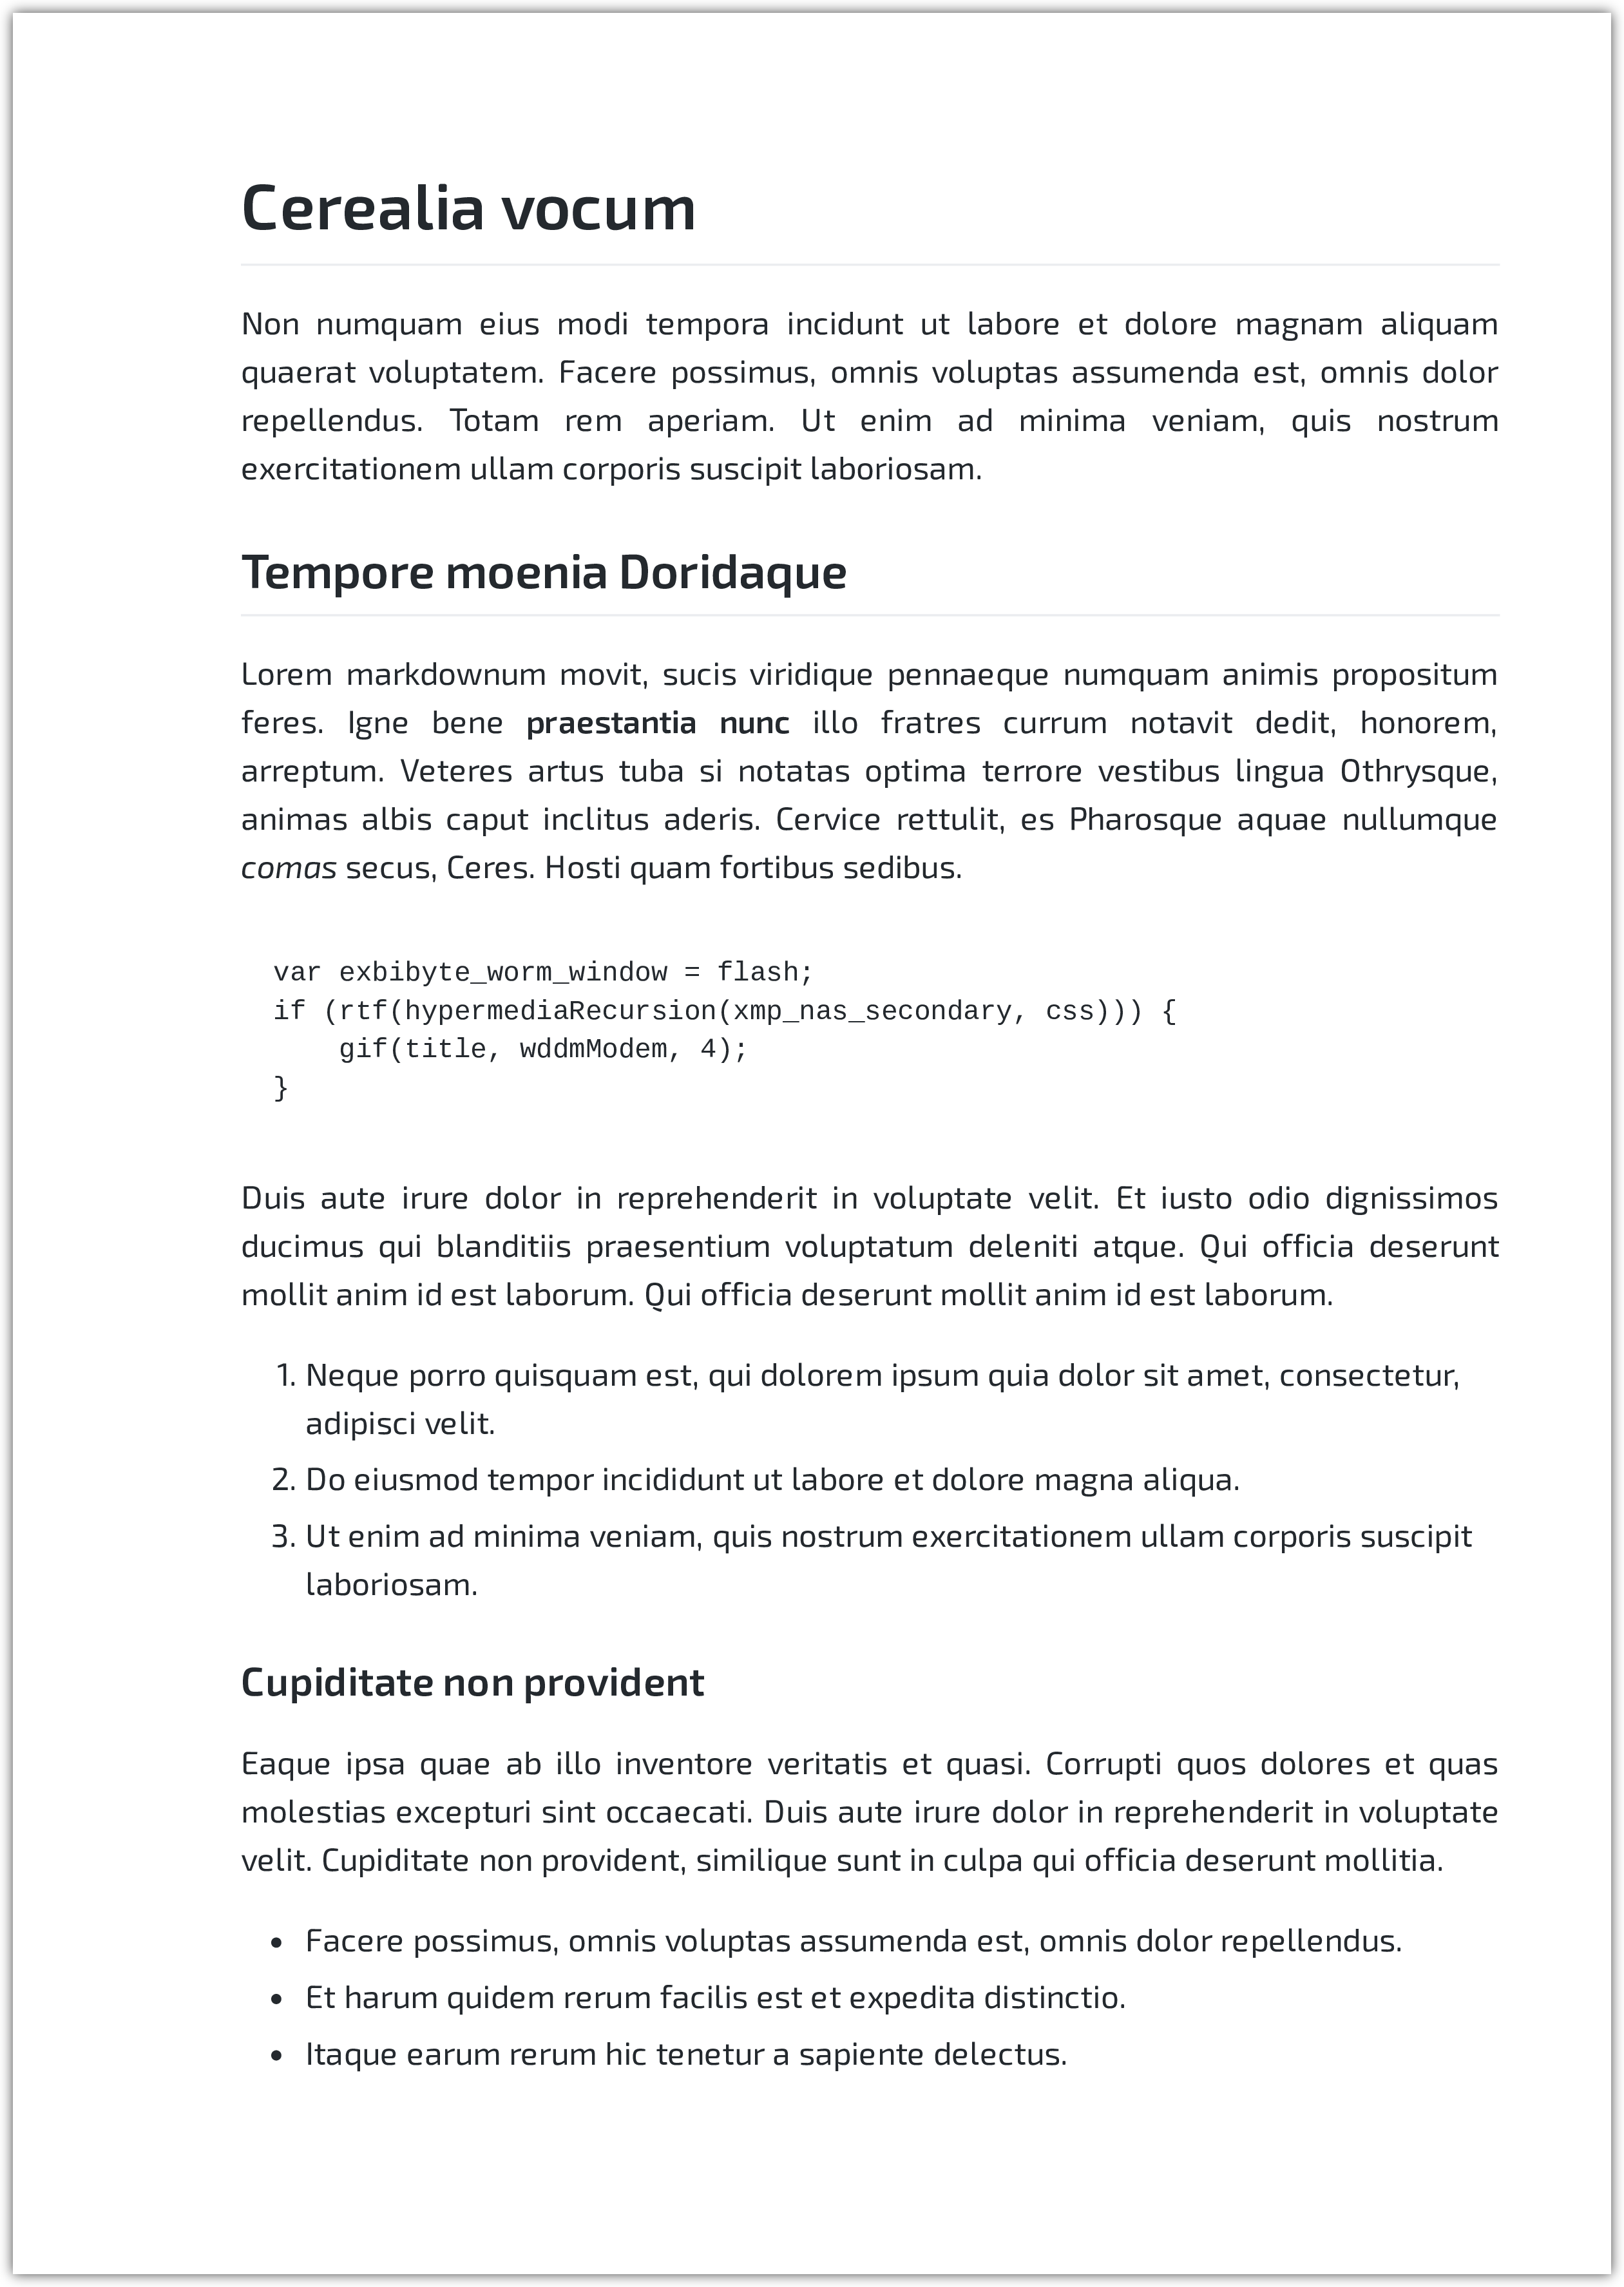 Cerealia vocum
Non numquam eius modi tempora incidunt ut labore et dolore magnam aliquam
quaerat voluptatem. Facere possimus, omnis voluptas assumenda est, omnis dolor
repellendus. Totam rem aperiam. Ut enim ad minima veniam, quis nostrum
exercitationem ullam corporis suscipit laboriosam.
Tempore moenia Doridaque
Lorem markdownum movit, sucis viridique pennaeque numquam animis propositum
feres. Igne bene praestantia nunc illo fratres currum notavit dedit, honorem,
arreptum. Veteres artus tuba si notatas optima terrore vestibus lingua Othrysque,
animas albis caput inclitus aderis. Cervice rettulit, es Pharosque aquae nullumque
comas secus, Ceres. Hosti quam fortibus sedibus.
var exbibyte_worm_window = flash;
if (rtf(hypermediaRecursion(xmp_nas_secondary, css))) {
    gif(title, wddmModem, 4);
}
Duis aute irure dolor in reprehenderit in voluptate velit. Et iusto odio dignissimos
ducimus qui blanditiis praesentium voluptatum deleniti atque. Qui officia deserunt
mollit anim id est laborum. Qui officia deserunt mollit anim id est laborum.
1. Neque porro quisquam est, qui dolorem ipsum quia dolor sit amet, consectetur,
adipisci velit.
2. Do eiusmod tempor incididunt ut labore et dolore magna aliqua.
3. Ut enim ad minima veniam, quis nostrum exercitationem ullam corporis suscipit
laboriosam.
Cupiditate non provident
Eaque ipsa quae ab illo inventore veritatis et quasi. Corrupti quos dolores et quas
molestias excepturi sint occaecati. Duis aute irure dolor in reprehenderit in voluptate
velit. Cupiditate non provident, similique sunt in culpa qui officia deserunt mollitia.
• Facere possimus, omnis voluptas assumenda est, omnis dolor repellendus.
• Et harum quidem rerum facilis est et expedita distinctio.
• Itaque earum rerum hic tenetur a sapiente delectus.